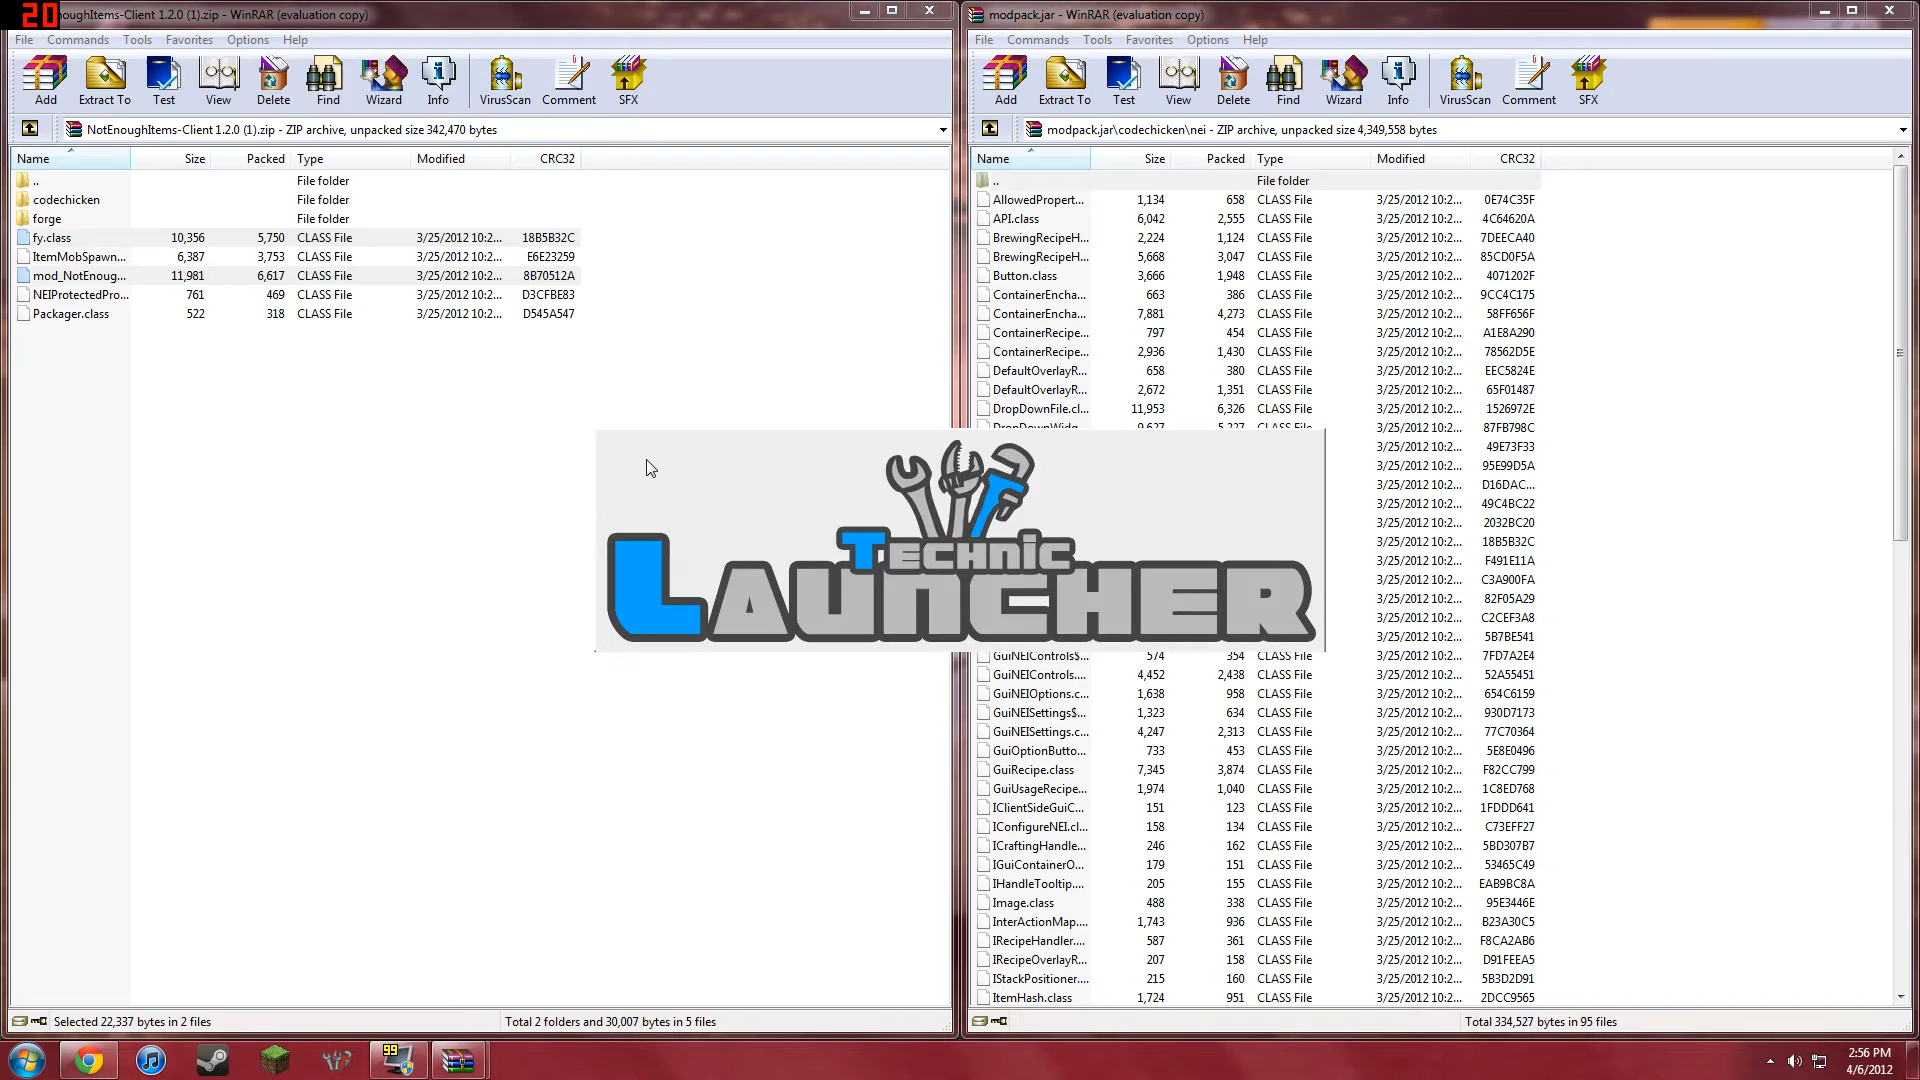 20
oughItems-Client 1.2.0 (1).zip - WinRAR (evaluation copy)
File Commands Tools Favorites Options Help
Add Extract To Test View Delete Find Wizard Info VirusScan Comment SFX
NotEnoughItems-Client 1.2.0 (1).zip - ZIP archive, unpacked size 342,470 bytes
Name Size Packed Type Modified CRC32
.. File folder
codechicken File folder
forge File folder
fy.class 10,356 5,750 CLASS File 3/25/2012 10:2... 18B5B32C
ItemMobSpawn... 6,387 3,753 CLASS File 3/25/2012 10:2... E6E23259
mod_NotEnoug... 11,981 6,617 CLASS File 3/25/2012 10:2... 8B70512A
NEIProtectedPro... 761 469 CLASS File 3/25/2012 10:2... D3CFBE83
Packager.class 522 318 CLASS File 3/25/2012 10:2... D545A547
Selected 22,337 bytes in 2 files
Total 2 folders and 30,007 bytes in 5 files
modpack.jar - WinRAR (evaluation copy)
File Commands Tools Favorites Options Help
Add Extract To Test View Delete Find Wizard Info VirusScan Comment SFX
modpack.jar\codechicken\nei - ZIP archive, unpacked size 4,349,558 bytes
Name Size Packed Type Modified CRC32
.. File folder
AllowedPropert... 1,134 658 CLASS File 3/25/2012 10:2... 0E74C35F
API.class 6,042 2,555 CLASS File 3/25/2012 10:2... 4C64620A
BrewingRecipeH... 2,224 1,124 CLASS File 3/25/2012 10:2... 7DEECA40
BrewingRecipeH... 5,668 3,047 CLASS File 3/25/2012 10:2... 85CD0F5A
Button.class 3,666 1,948 CLASS File 3/25/2012 10:2... 4071202F
ContainerEncha... 663 386 CLASS File 3/25/2012 10:2... 9CC4C175
ContainerEncha... 7,881 4,273 CLASS File 3/25/2012 10:2... 58FF656F
ContainerRecipe... 797 454 CLASS File 3/25/2012 10:2... A1E8A290
ContainerRecipe... 2,936 1,430 CLASS File 3/25/2012 10:2... 78562D5E
DefaultOverlayR... 658 380 CLASS File 3/25/2012 10:2... EEC5824E
DefaultOverlayR... 2,672 1,351 CLASS File 3/25/2012 10:2... 65F01487
DropDownFile.cl... 11,953 6,326 CLASS File 3/25/2012 10:2... 1526972E
DropDownWidg... 9,627 5,227 CLASS File 3/25/2012 10:2... 87FB798C
3/25/2012 10:2... 49E73F33
3/25/2012 10:2... 95E99D5A
3/25/2012 10:2... D16DAC...
3/25/2012 10:2... 49C4BC22
3/25/2012 10:2... 2032BC20
3/25/2012 10:2... 18B5B32C
3/25/2012 10:2... F491E11A
3/25/2012 10:2... C3A900FA
3/25/2012 10:2... 82F05A29
3/25/2012 10:2... C2CEF3A8
3/25/2012 10:2... 5B7BE541
GuiNEIControls$... 574 354 CLASS File 3/25/2012 10:2... 7FD7A2E4
GuiNEIControls.... 4,452 2,438 CLASS File 3/25/2012 10:2... 52A55451
GuiNEIOptions.c... 1,638 958 CLASS File 3/25/2012 10:2... 654C6159
GuiNEISettings$... 1,323 634 CLASS File 3/25/2012 10:2... 930D7173
GuiNEISettings.c... 4,247 2,313 CLASS File 3/25/2012 10:2... 77C70364
GuiOptionButto... 733 453 CLASS File 3/25/2012 10:2... 5E8E0496
GuiRecipe.class 7,345 3,874 CLASS File 3/25/2012 10:2... F82CC799
GuiUsageRecipe... 1,974 1,040 CLASS File 3/25/2012 10:2... 1C8ED768
IClientSideGuiC... 151 123 CLASS File 3/25/2012 10:2... 1FDDD641
IConfigureNEI.cl... 158 134 CLASS File 3/25/2012 10:2... C73EFF27
ICraftingHandle... 246 162 CLASS File 3/25/2012 10:2... 5BD307B7
IGuiContainerO... 179 151 CLASS File 3/25/2012 10:2... 53465C49
IHandleTooltip.... 205 155 CLASS File 3/25/2012 10:2... EAB9BC8A
Image.class 488 338 CLASS File 3/25/2012 10:2... 95E3446E
InterActionMap.... 1,743 936 CLASS File 3/25/2012 10:2... B23A30C5
IRecipeHandler.... 587 361 CLASS File 3/25/2012 10:2... F8CA2AB6
IRecipeOverlayR... 207 158 CLASS File 3/25/2012 10:2... D91FEEA5
IStackPositioner.... 215 160 CLASS File 3/25/2012 10:2... 5B3D2D91
ItemHash.class 1,724 951 CLASS File 3/25/2012 10:2... 2DCC9565
Total 334,527 bytes in 95 files
TECHNIC
LAUNCHER
99
2:56 PM
4/6/2012